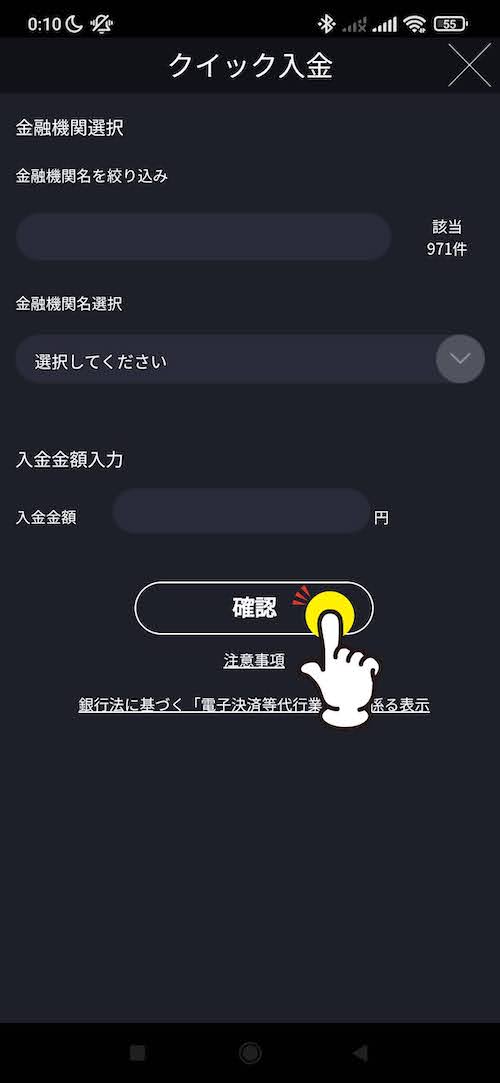 0:10
55
クイック入金
金融機関選択
金融機関名を絞り込み
該当
971件
金融機関名選択
選択してください
入金金額入力
入金金額
円
確認
注意事項
銀行法に基づく「電子決済等代行業
係る表示